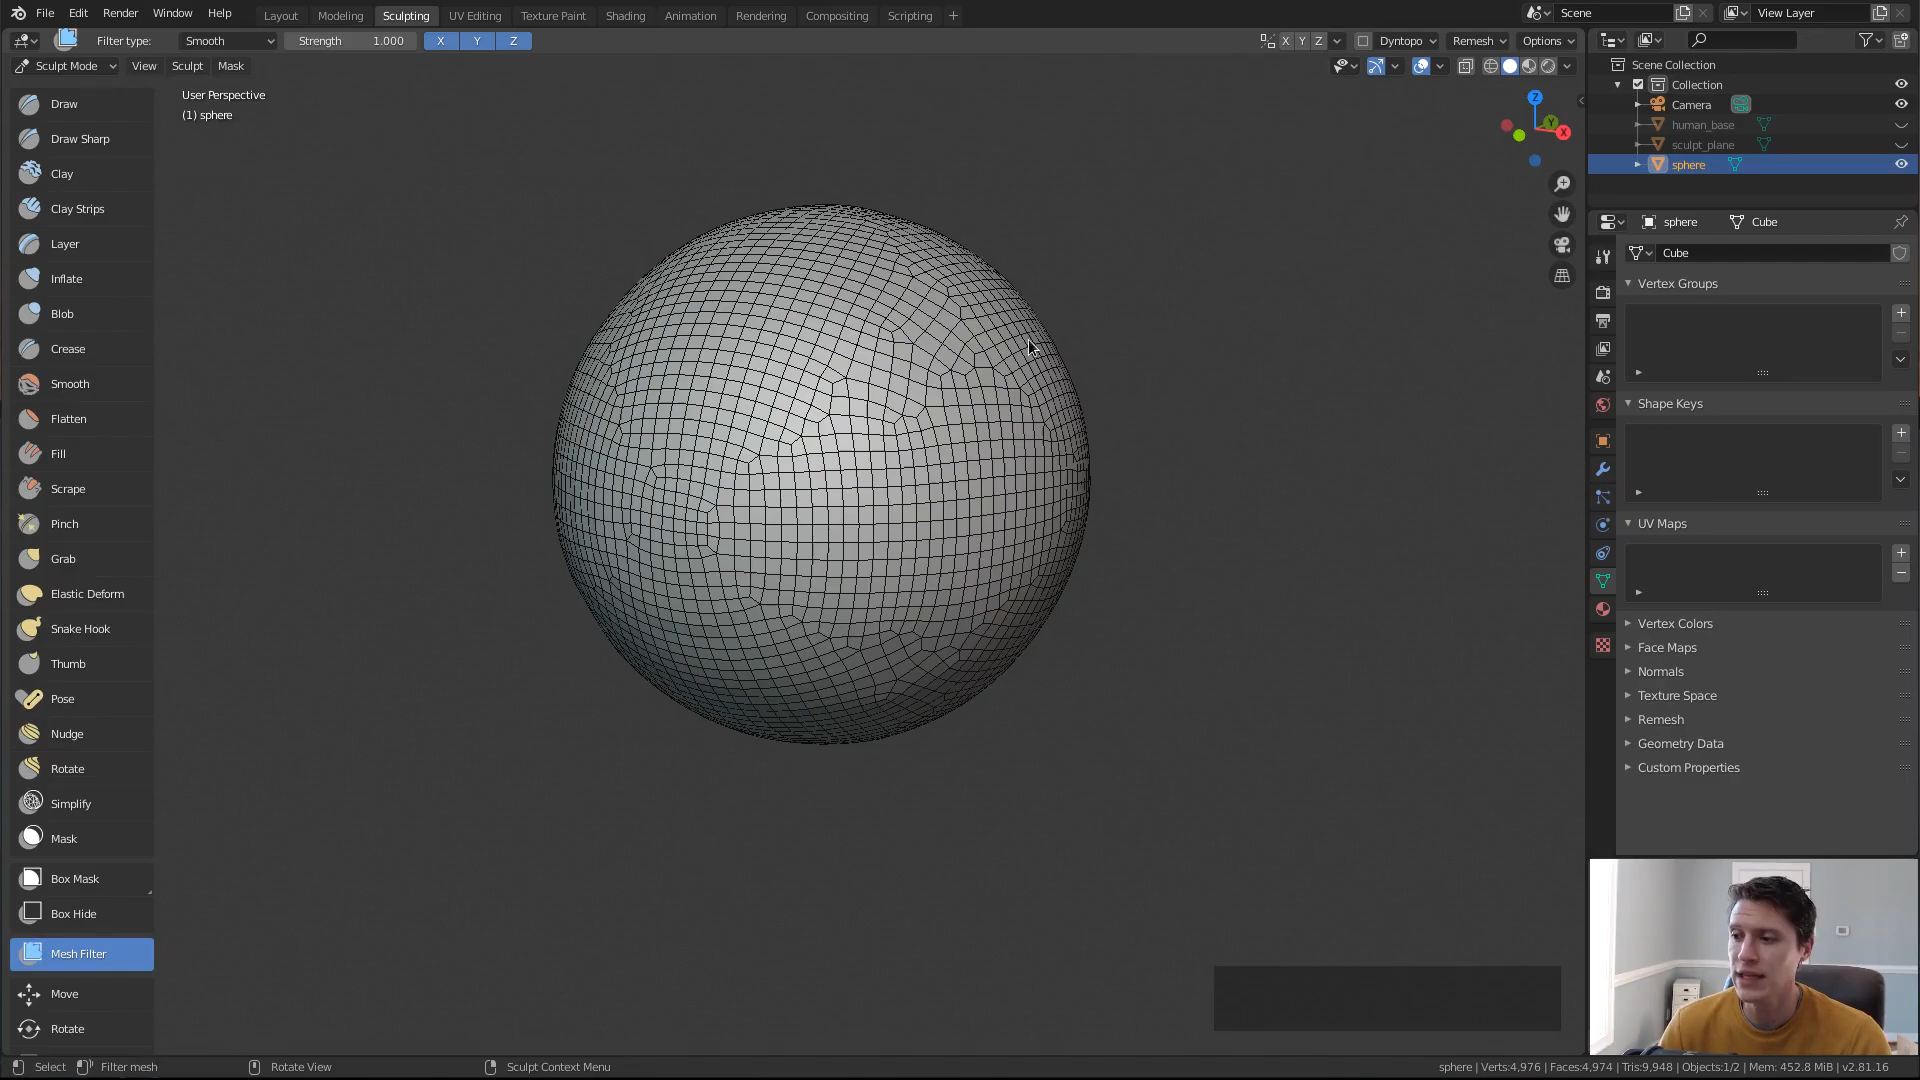 File Edit Render Window Help Layout Modeling Sculpting UV Editing Texture Paint Shading Animation Rendering Compositing Scripting + Scene View Layer
Filter type: Smooth Strength 1.000 X Y Z X Y Z Dyntopo Remesh Options
Sculpt Mode View Sculpt Mask
User Perspective
(1) sphere
Z
Y
X
Draw
Draw Sharp
Clay
Clay Strips
Layer
Inflate
Blob
Crease
Smooth
Flatten
Fill
Scrape
Pinch
Grab
Elastic Deform
Snake Hook
Thumb
Pose
Nudge
Rotate
Simplify
Mask
Box Mask
Box Hide
Mesh Filter
Move
Rotate
Scene Collection
Collection
Camera
human_base
sculpt_plane
sphere
sphere Cube
Cube
Vertex Groups
Shape Keys
UV Maps
Vertex Colors
Face Maps
Normals
Texture Space
Remesh
Geometry Data
Custom Properties
Select Filter mesh Rotate View Sculpt Context Menu sphere | Verts:4,976 | Faces:4,974 | Tris:9,948 | Objects:1/2 | Mem: 452.8 MiB | v2.81.16